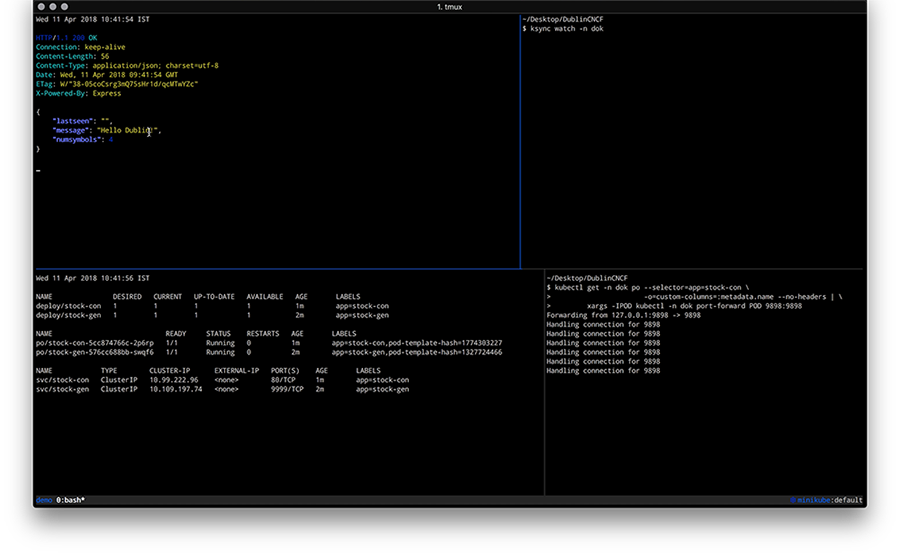 1. tmux
Wed 11 Apr 2018 10:41:54 IST
HTTP/1.1 200 OK
Connection: keep-alive
Content-Length: 56
Content-Type: application/json; charset=utf-8
Date: Wed, 11 Apr 2018 09:41:54 GMT
ETag: W/"38-05coCsrg3mQ75sHr1d/qcMTwYZc"
X-Powered-By: Express
{
"lastseen": "",
"message": "Hello Dublin!",
"numsymbols": 4
}
~/Desktop/DublinCNCF
$ ksync watch -n dok
Wed 11 Apr 2018 10:41:56 IST
NAME DESIRED CURRENT UP-TO-DATE AVAILABLE AGE LABELS
deploy/stock-con 1 1 1 1 1m app=stock-con
deploy/stock-gen 1 1 1 1 2m app=stock-gen
NAME READY STATUS RESTARTS AGE LABELS
po/stock-con-5cc874766c-2p6rp 1/1 Running 0 1m app=stock-con,pod-template-hash=1774303227
po/stock-gen-576cc688bb-swqf6 1/1 Running 0 2m app=stock-gen,pod-template-hash=1327724466
NAME TYPE CLUSTER-IP EXTERNAL-IP PORT(S) AGE LABELS
svc/stock-con ClusterIP 10.99.222.96 <none> 80/TCP 1m app=stock-con
svc/stock-gen ClusterIP 10.109.197.74 <none> 9999/TCP 2m app=stock-gen
~/Desktop/DublinCNCF
$ kubectl get -n dok po --selector=app=stock-con \
> -o=custom-columns=:metadata.name --no-headers | \
> xargs -IPOD kubectl -n dok port-forward POD 9898:9898
Forwarding from 127.0.0.1:9898 -> 9898
Handling connection for 9898
Handling connection for 9898
Handling connection for 9898
Handling connection for 9898
Handling connection for 9898
Handling connection for 9898
demo 0:bash*
minikube:default